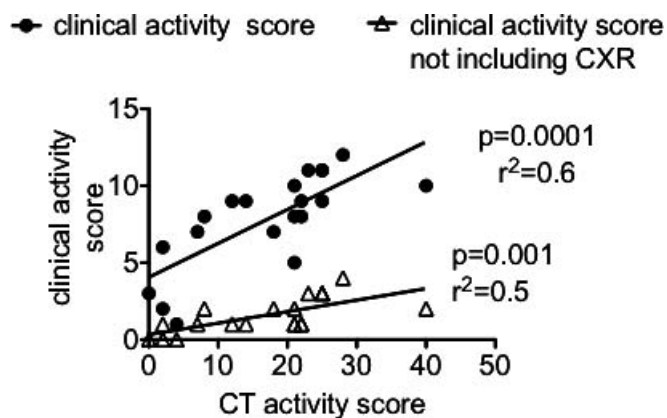 clinical activity score
clinical activity score
not including CXR
15
10
5
0
clinical activity
score
p=0.0001
r²=0.6
p=0.001
r²=0.5
0 10 20 30 40 50
CT activity score